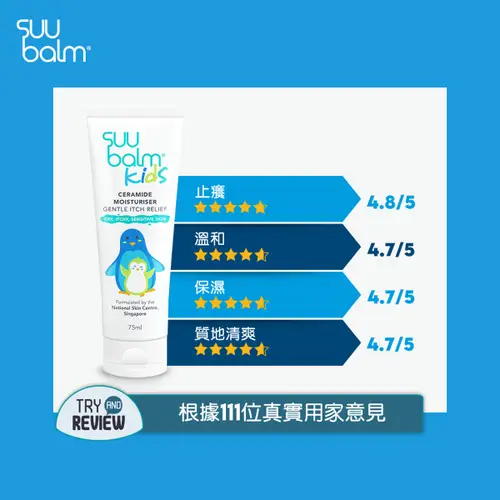 SUU
balm®
SUU
balm®
kids
CERAMIDE
MOISTURISER
GENTLE ITCH RELIEF
DRY, ITCHY, SENSITIVE SKIN
Formulated by the
National Skin Centre,
Singapore
75ml
止癢
4.8/5
溫和
4.7/5
保濕
4.7/5
質地清爽
4.7/5
TRY AND
REVIEW
根據111位真實用家意見